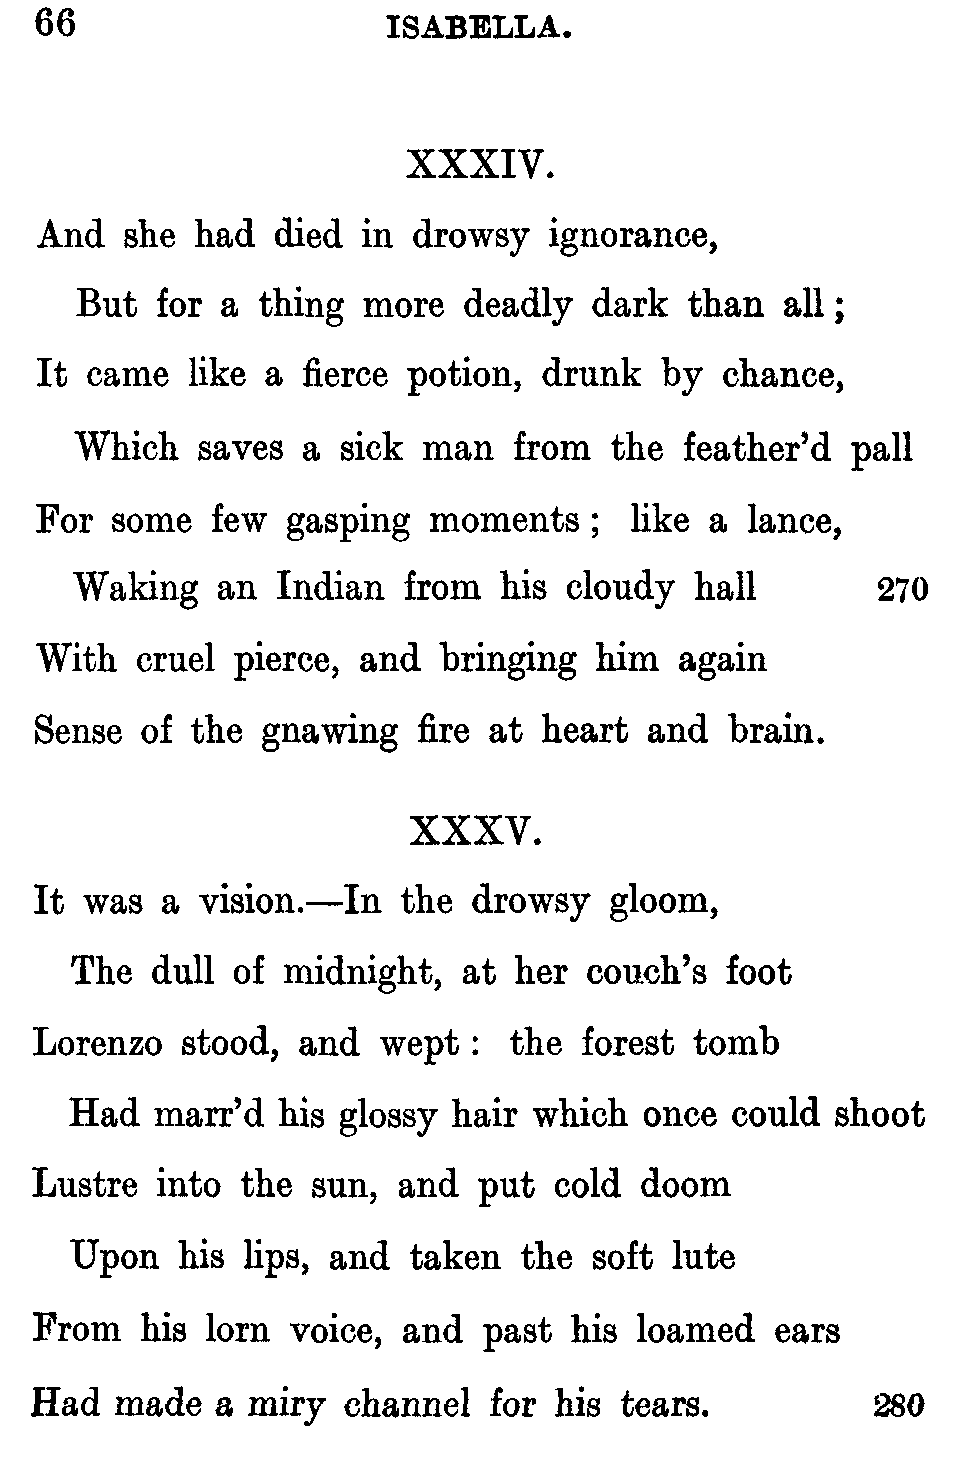 66 ISABELLA.
XXXIV.
And she had died in drowsy ignorance,
But for a thing more deadly dark than all;
It came like a fierce potion, drunk by chance,
Which saves a sick man from the feather'd pall
For some few gasping moments; like a lance,
Waking an Indian from his cloudy hall 270
With cruel pierce, and bringing him again
Sense of the gnawing fire at heart and brain.
XXXV.
It was a vision.—In the drowsy gloom,
The dull of midnight, at her couch's foot
Lorenzo stood, and wept: the forest tomb
Had marr'd his glossy hair which once could shoot
Lustre into the sun, and put cold doom
Upon his lips, and taken the soft lute
From his lorn voice, and past his loamed ears
Had made a miry channel for his tears. 280